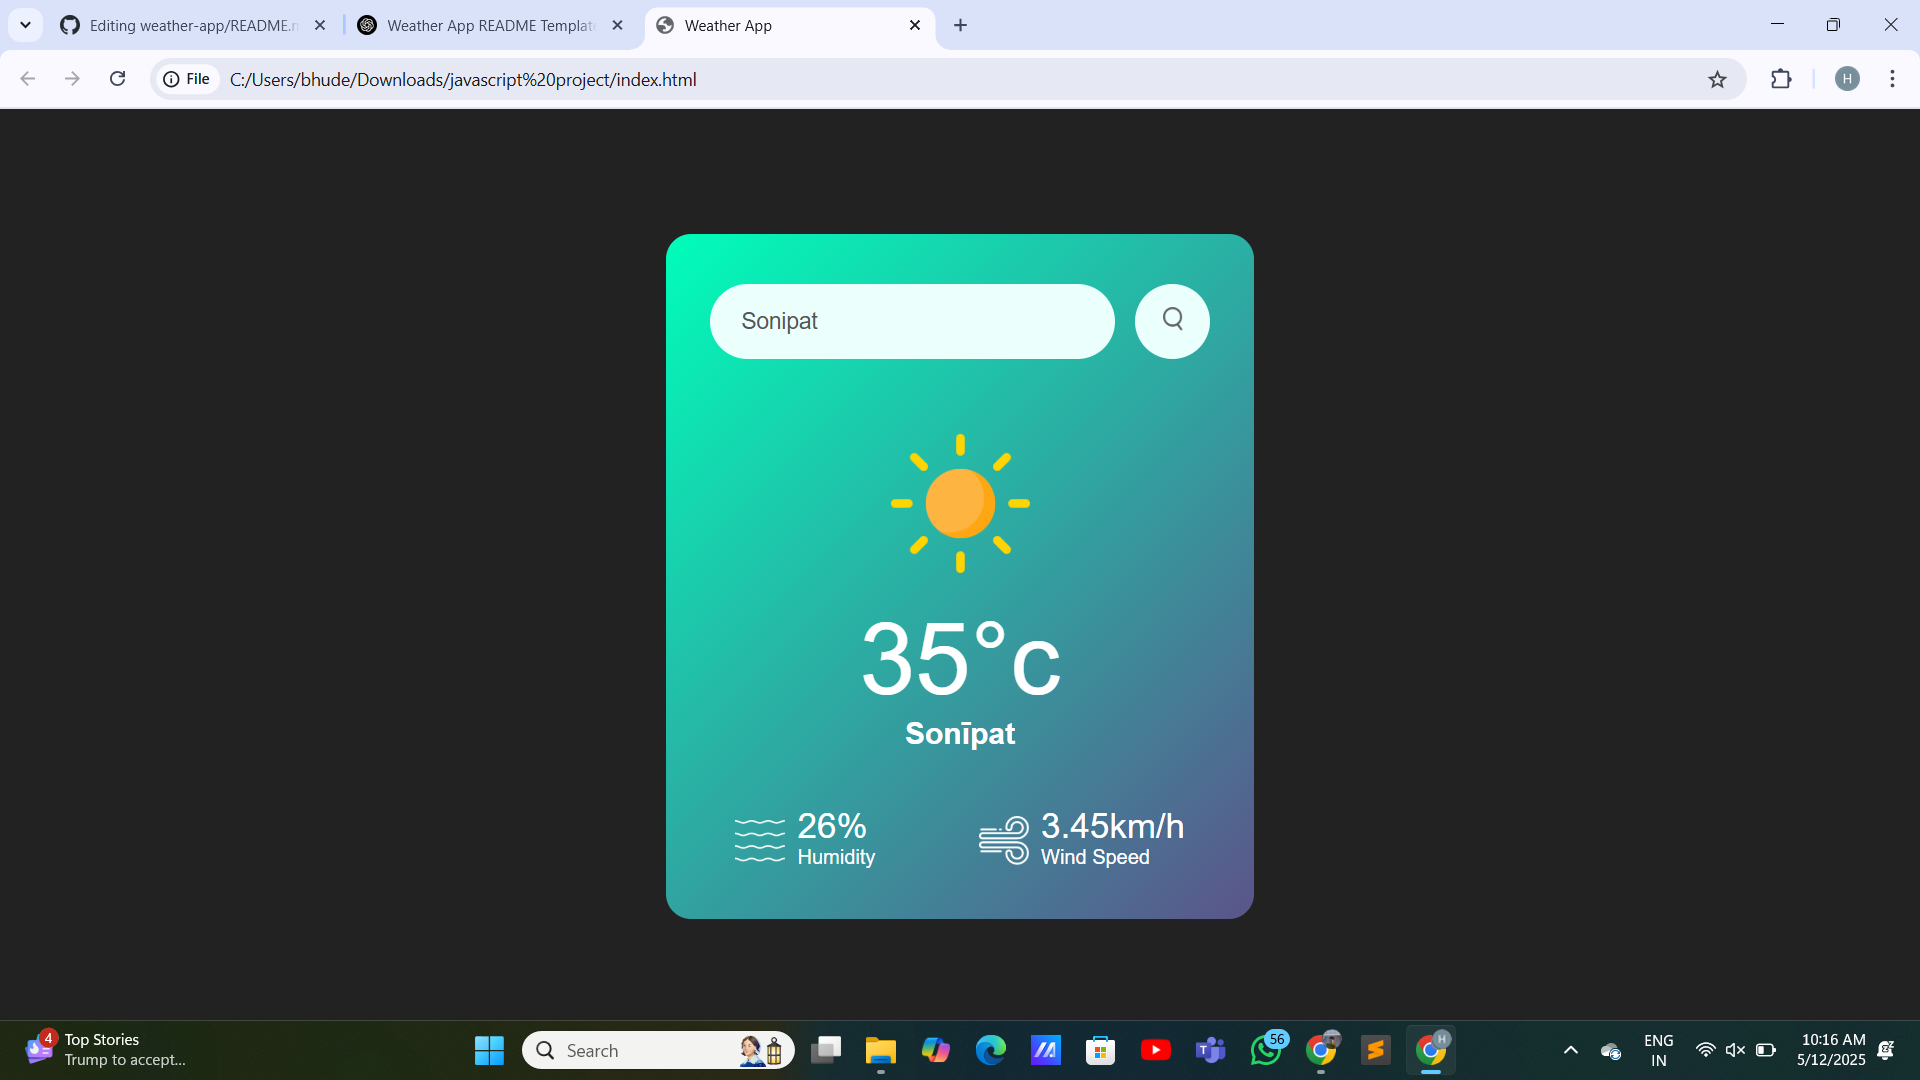 Editing weather-app/README.m
Weather App README Template
Weather App
File
C:/Users/bhude/Downloads/javascript%20project/index.html
H
Sonipat
35°c
Sonīpat
26%
Humidity
3.45km/h
Wind Speed
4
Top Stories
Trump to accept...
Search
56
H
ENG
IN
10:16 AM
5/12/2025